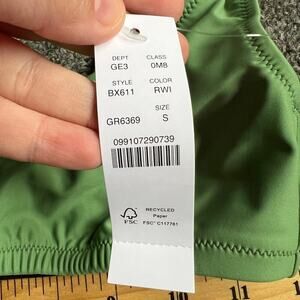 DEPT CLASS
GE3 0M8
STYLE COLOR
BX611 RWI
SIZE
GR6369 S
099107290739
RECYCLED
Paper
FSC FSC® C117761